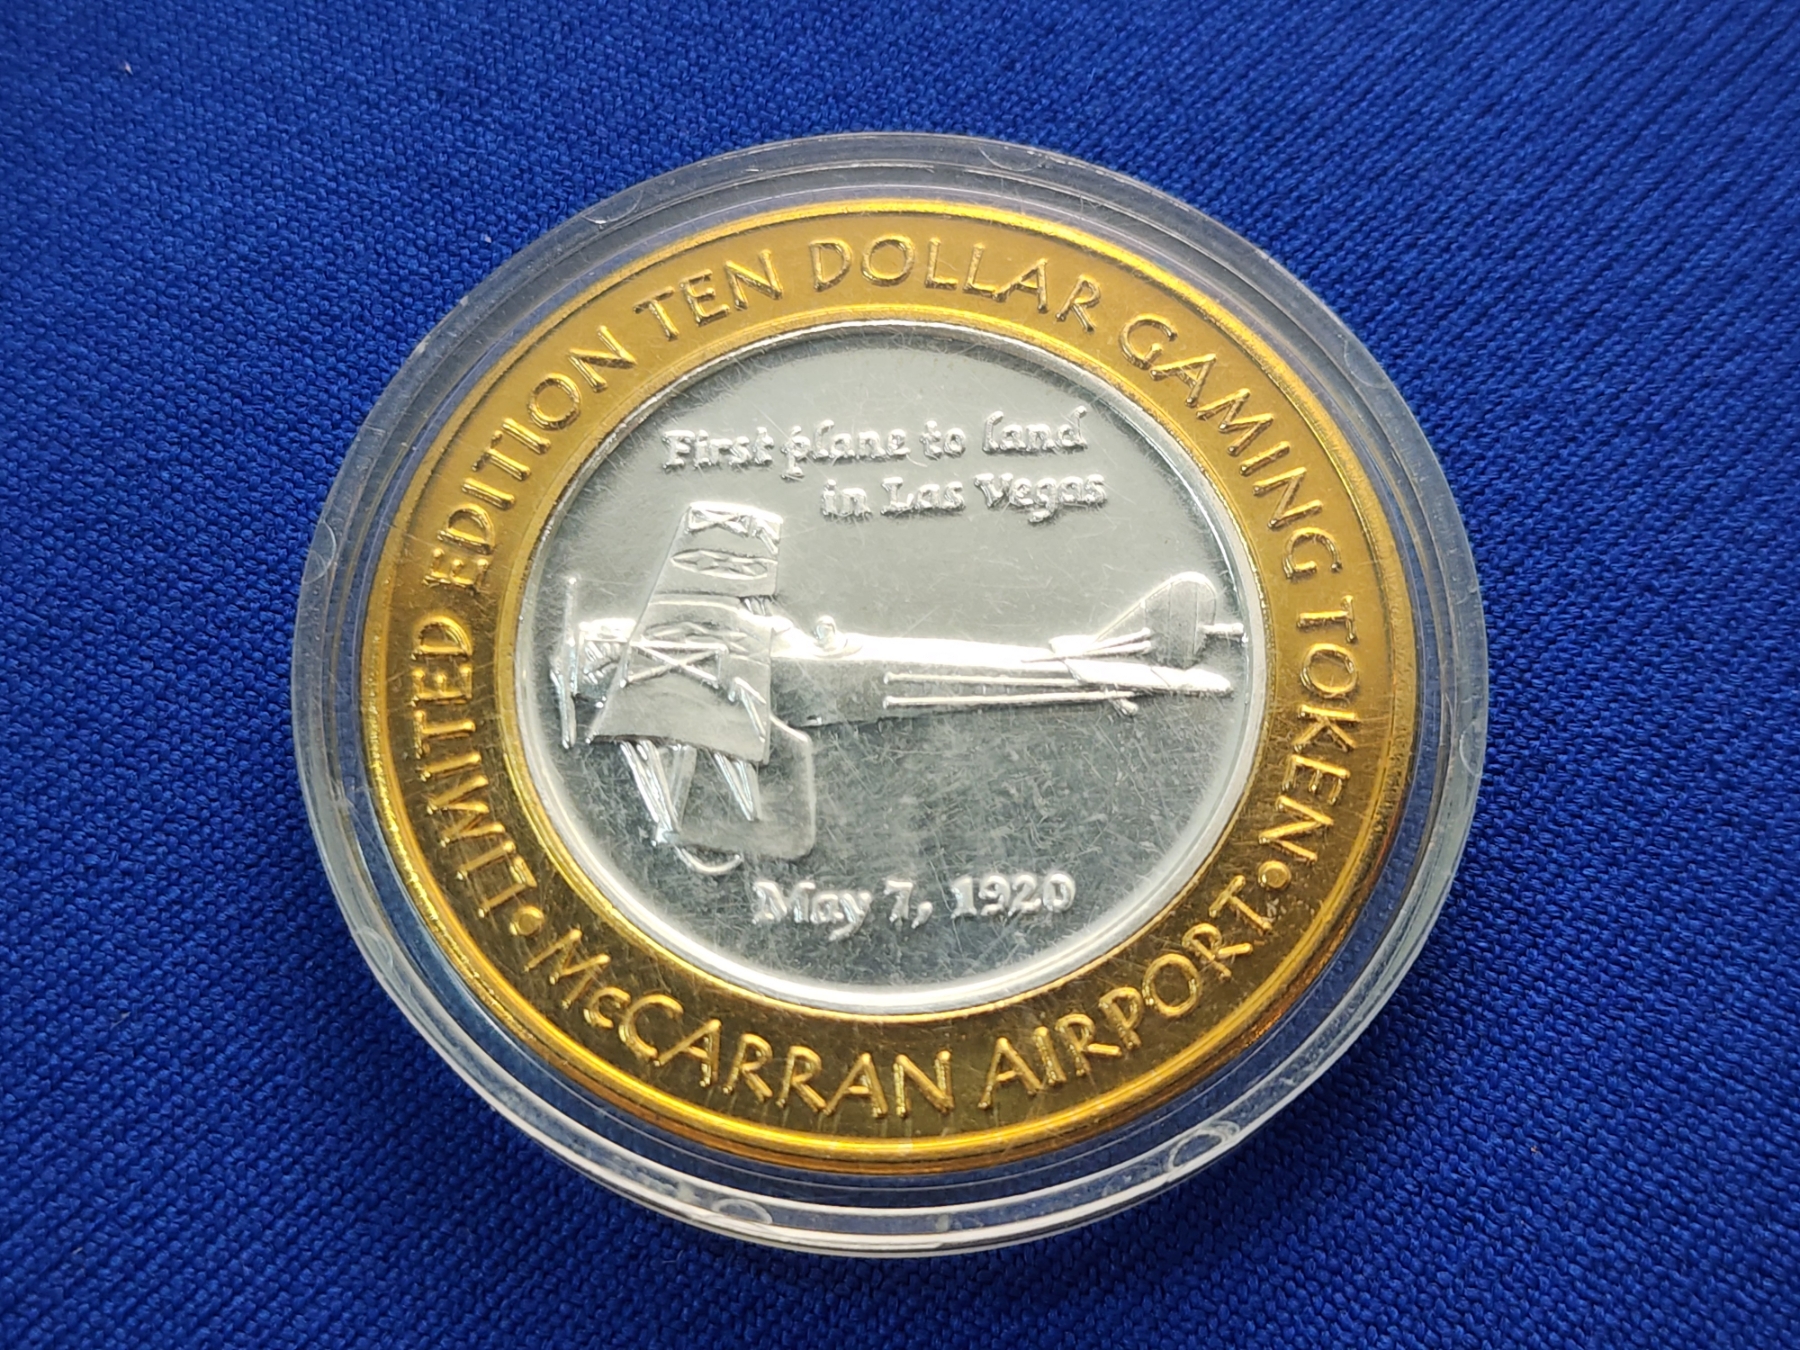 LIMITED EDITION TEN DOLLAR GAMING TOKEN
First plane to land
in Las Vegas
May 7, 1920
• McCARRAN AIRPORT •